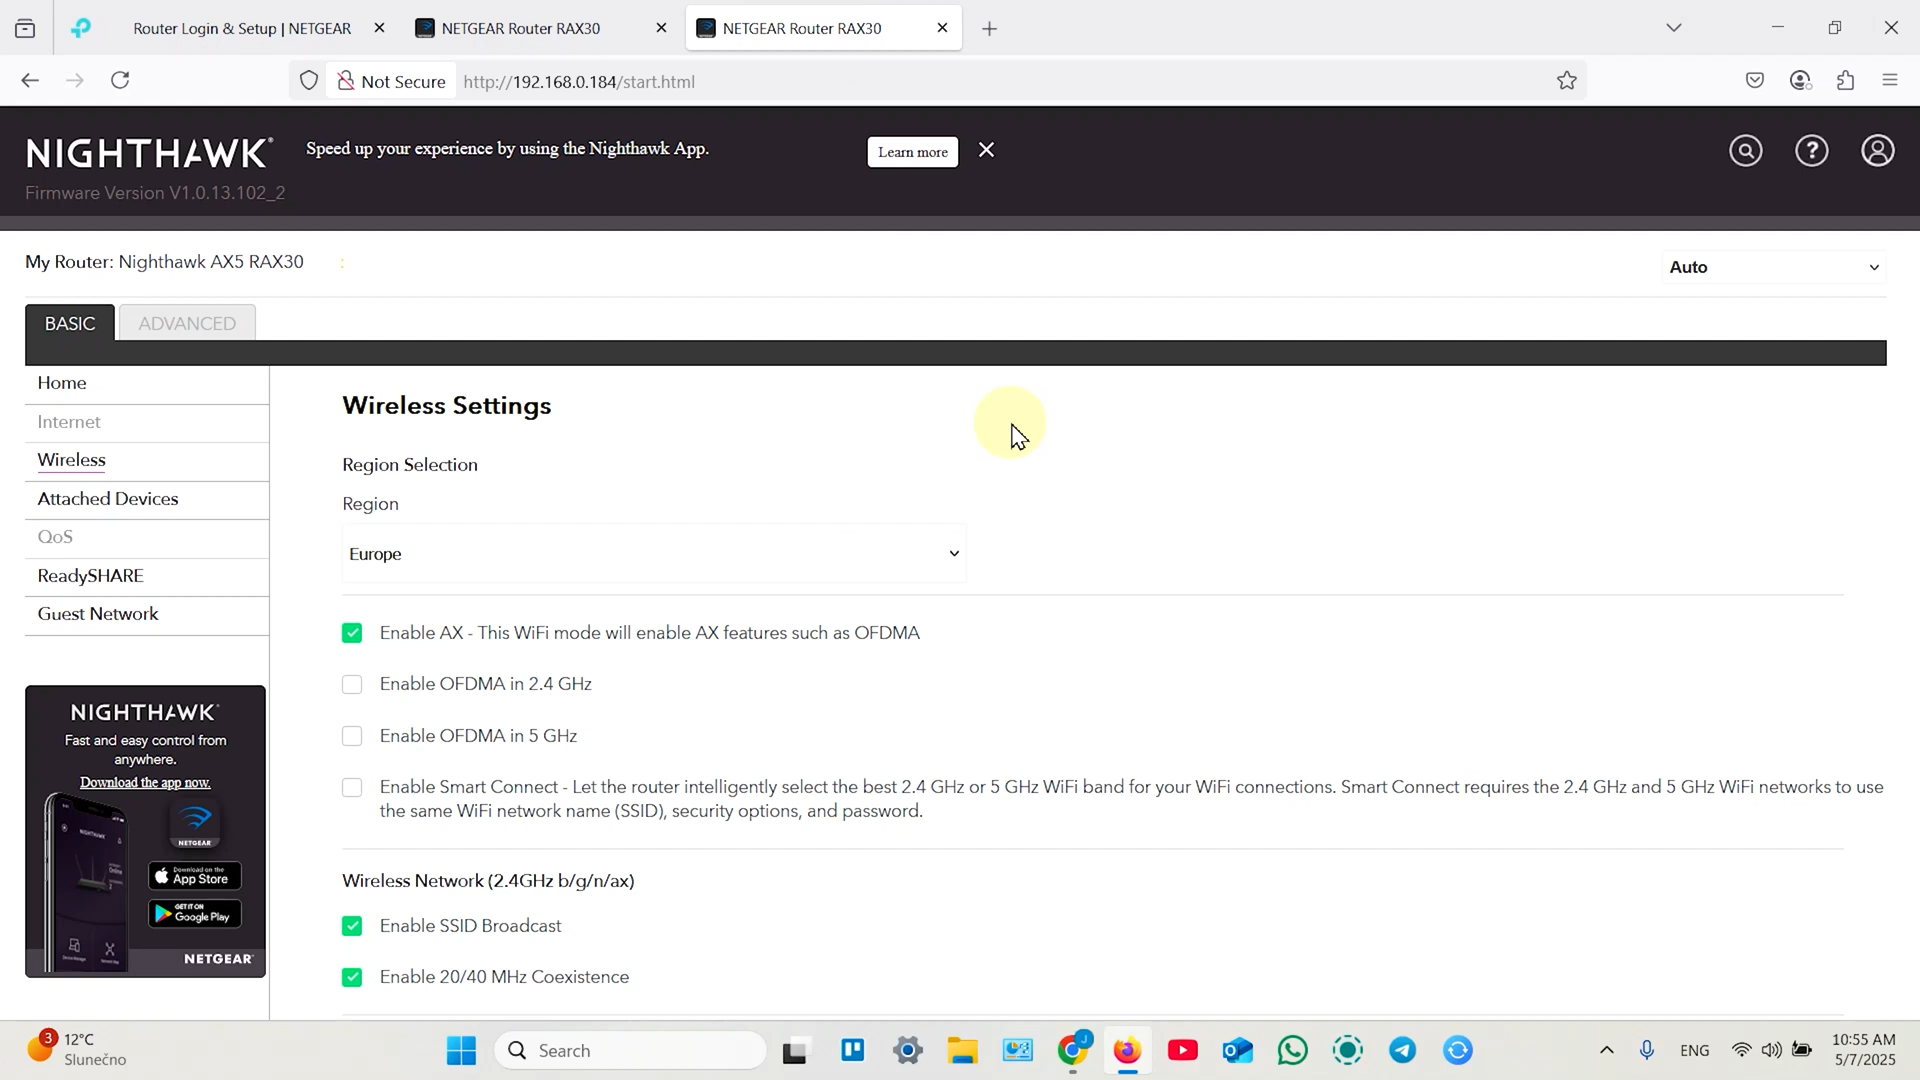 Router Login & Setup | NETGEAR
NETGEAR Router RAX30
NETGEAR Router RAX30
Not Secure
http://192.168.0.184/start.html
NIGHTHAWK®
Speed up your experience by using the Nighthawk App.
Learn more
Firmware Version V1.0.13.102_2
My Router: Nighthawk AX5 RAX30 :
Auto
BASIC
ADVANCED
Home
Internet
Wireless
Attached Devices
QoS
ReadySHARE
Guest Network
Wireless Settings
Region Selection
Region
Europe
Enable AX - This WiFi mode will enable AX features such as OFDMA
Enable OFDMA in 2.4 GHz
Enable OFDMA in 5 GHz
Enable Smart Connect - Let the router intelligently select the best 2.4 GHz or 5 GHz WiFi band for your WiFi connections. Smart Connect requires the 2.4 GHz and 5 GHz WiFi networks to use
the same WiFi network name (SSID), security options, and password.
Wireless Network (2.4GHz b/g/n/ax)
Enable SSID Broadcast
Enable 20/40 MHz Coexistence
NIGHTHAWK
Fast and easy control from
anywhere.
Download the app now.
NETGEAR
Download on the
App Store
GET IT ON
Google Play
NETGEAR
3
12°C
Slunečno
Search
J
ENG
10:55 AM
5/7/2025